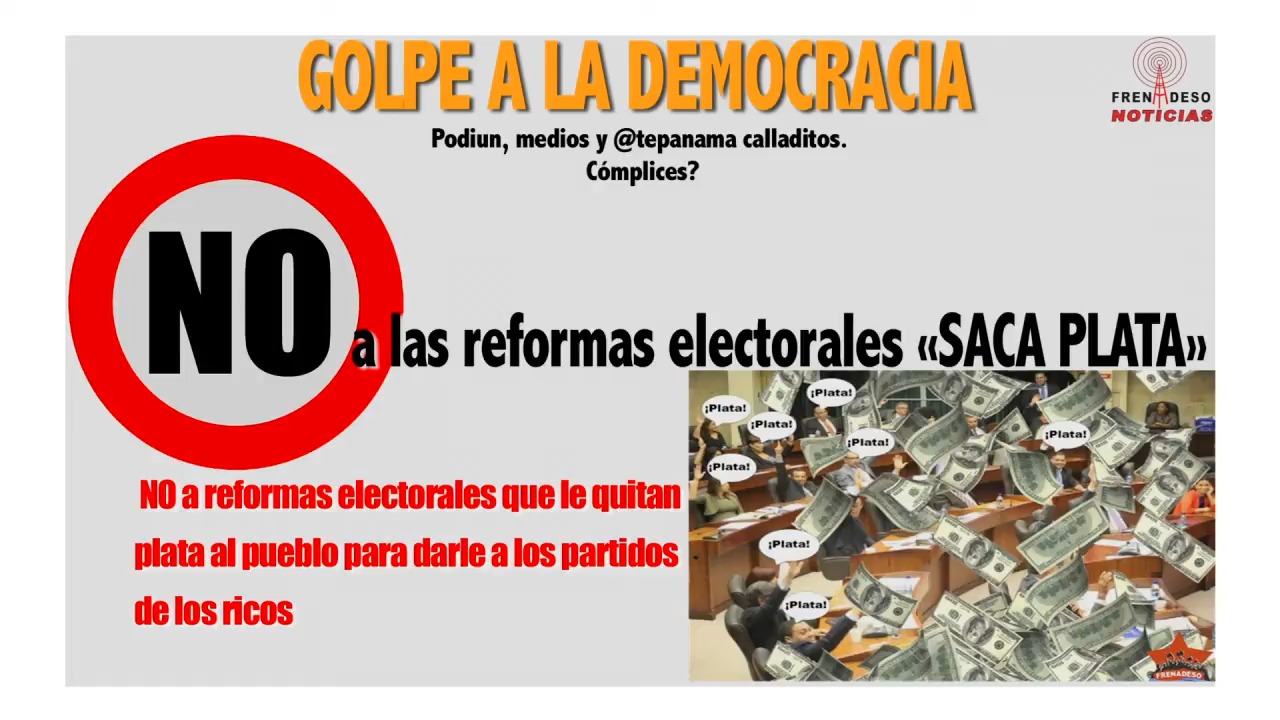 GOLPE A LA DEMOCRACIA
FRENADESO
NOTICIAS
Podiun, medios y @tepanama calladitos.
Cómplices?
NO
a las reformas electorales «SACA PLATA»
¡Plata!
¡Plata!
¡Plata!
¡Plata!
¡Plata!
¡Plata!
¡Plata!
¡Plata!
NO a reformas electorales que le quitan
plata al pueblo para darle a los partidos
de los ricos
FRENADESO